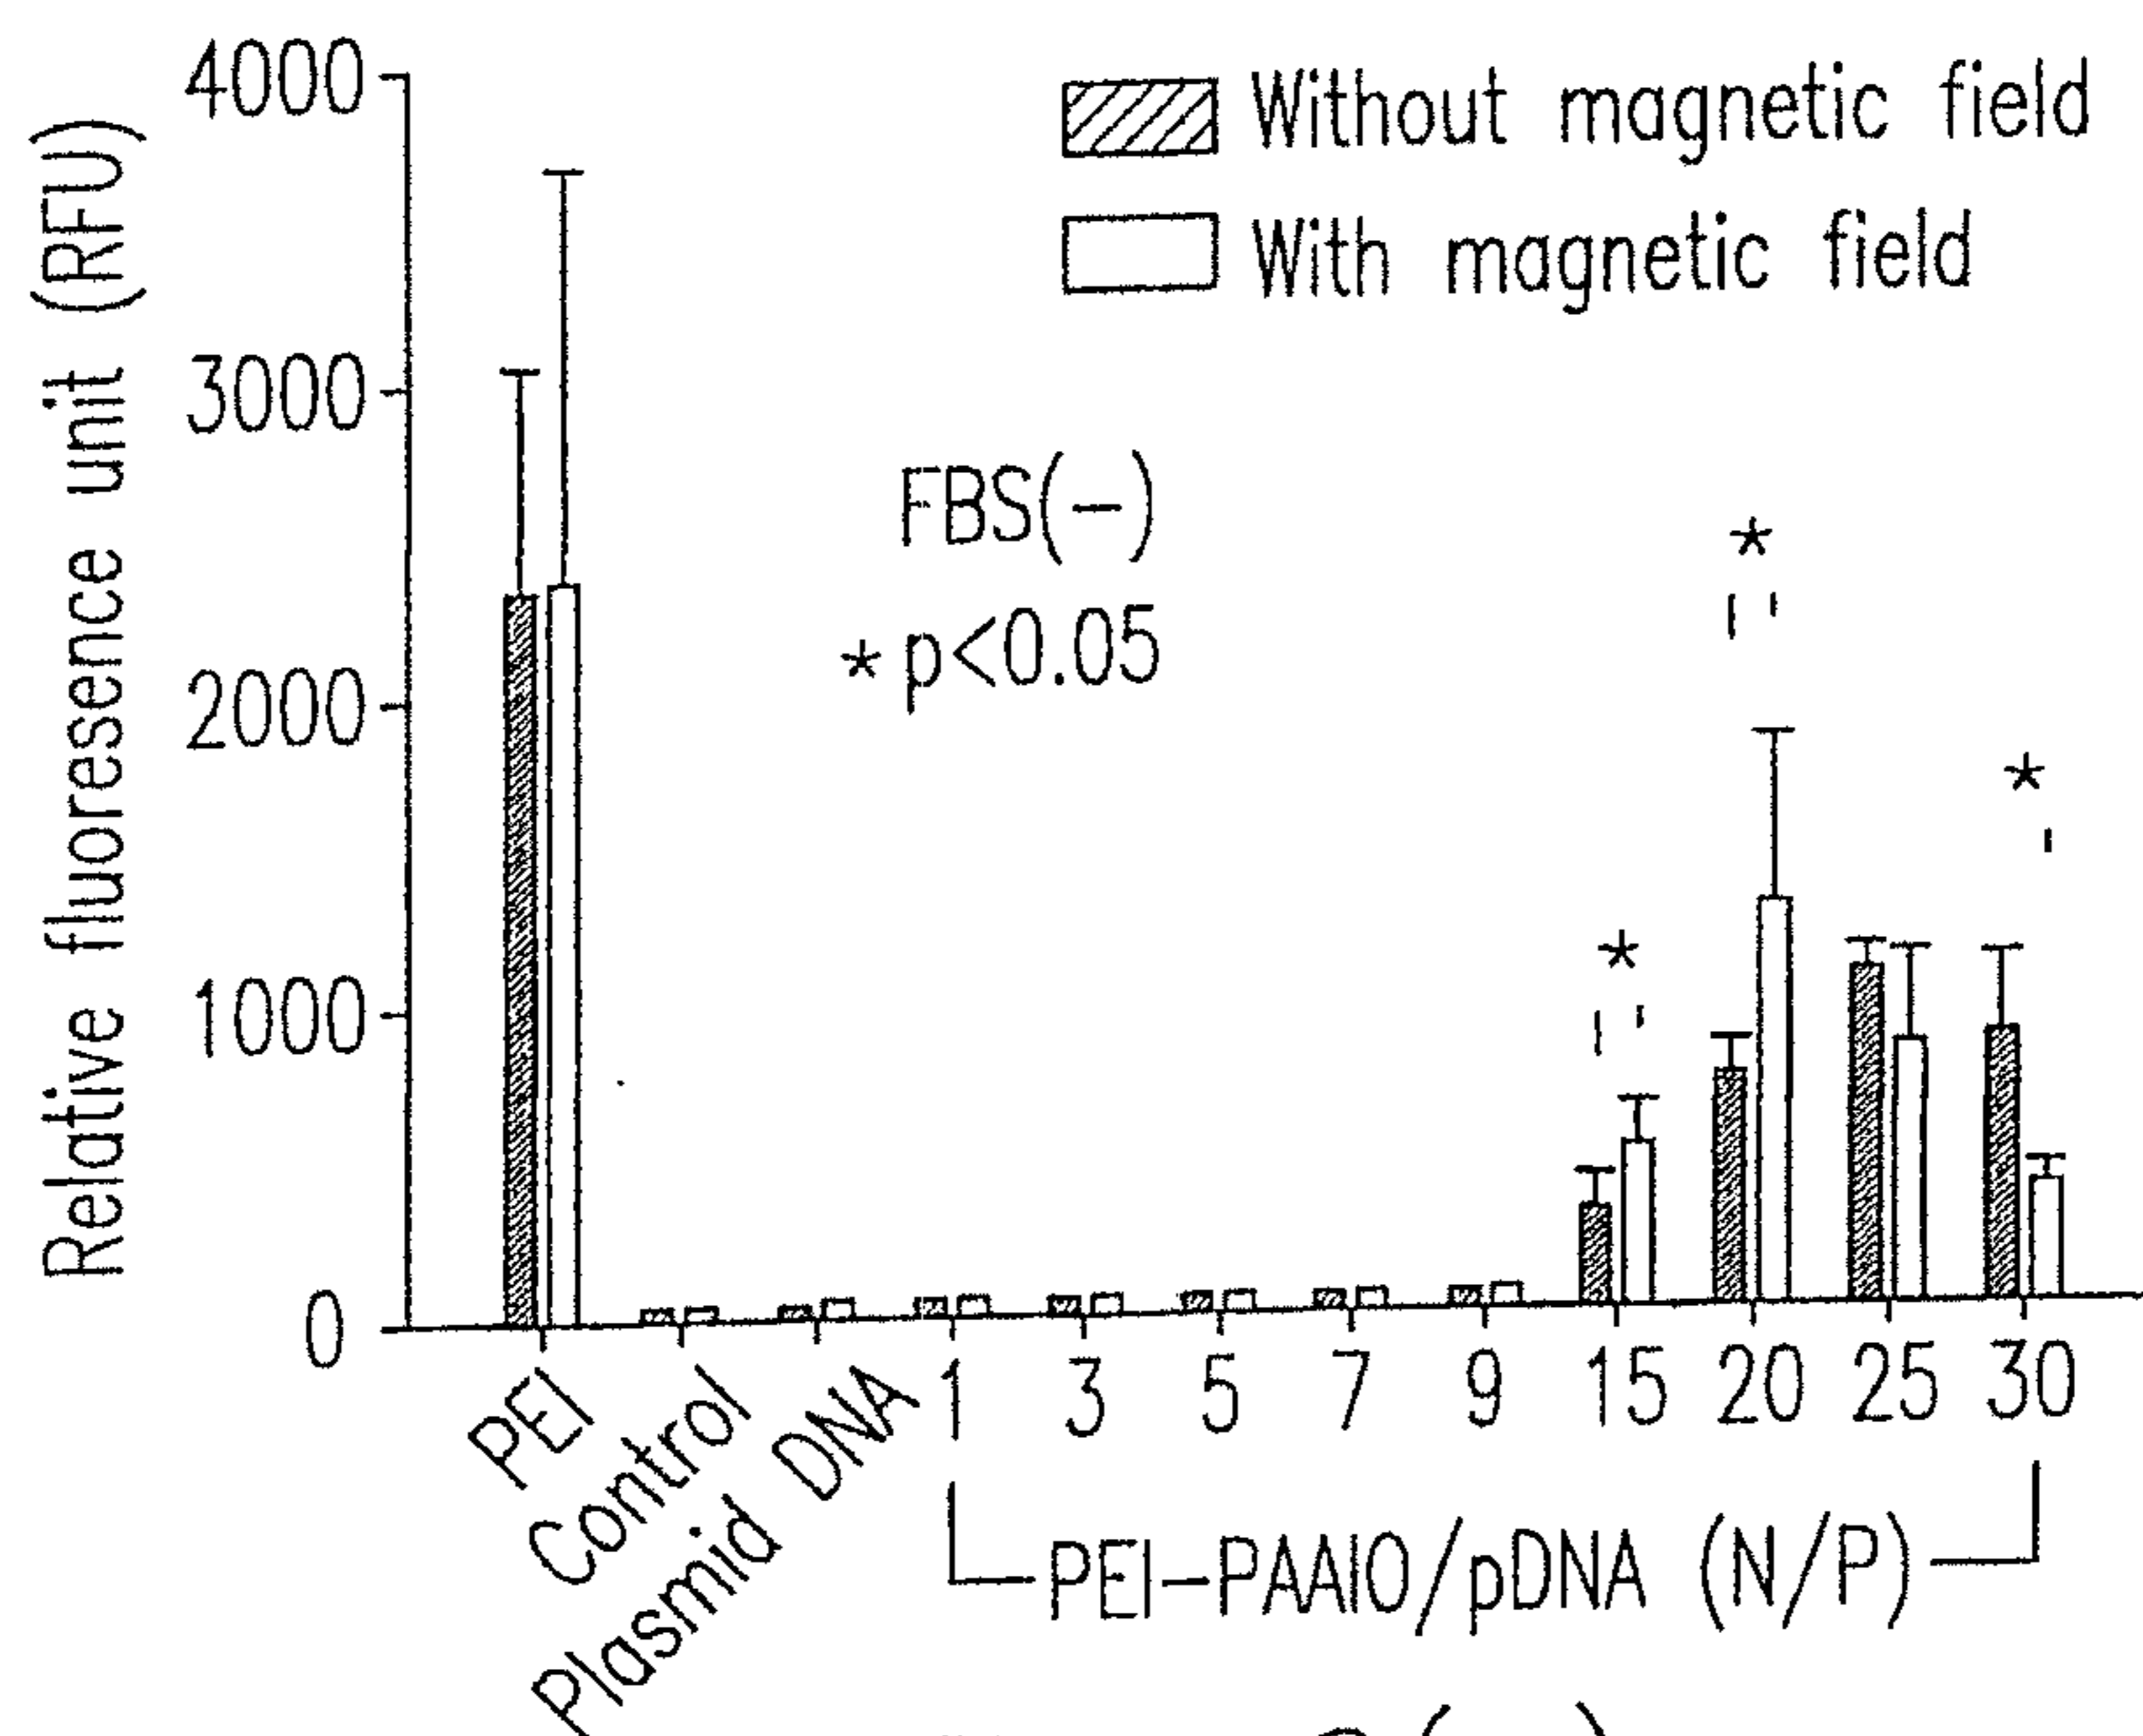 Relative fluoresence unit (RFU)
4000
3000
2000
1000
0
Without magnetic field
With magnetic field
FBS(-)
* p<0.05
*
*
*
PEI
Control
Plasmid DNA
1 3 5 7 9 15 20 25 30
PEI-PAAIO/pDNA (N/P)